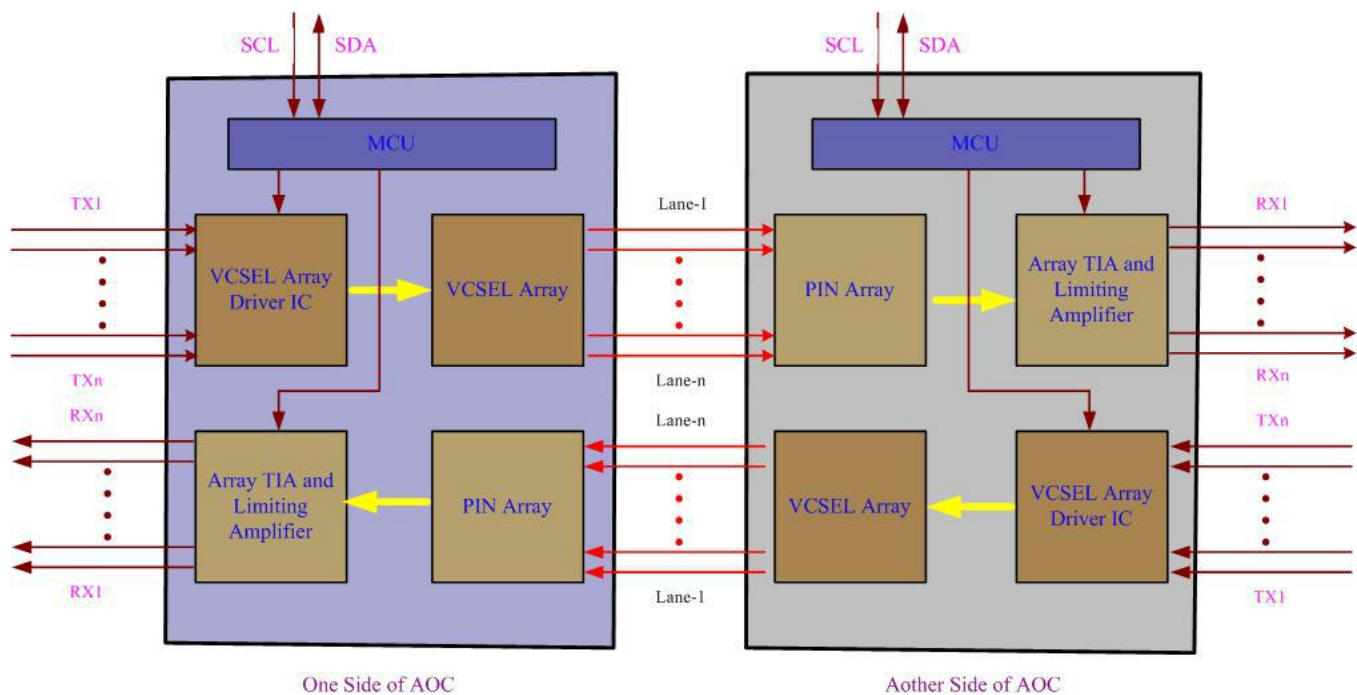 SCL SDA SCL SDA
MCU MCU
TX1 Lane-1 RX1
VCSEL Array
Driver IC
VCSEL Array
PIN Array
Array TIA and
Limiting
Amplifier
TXn Lane-n RXn
RXn Lane-n TXn
Array TIA and
Limiting
Amplifier
PIN Array
VCSEL Array
VCSEL Array
Driver IC
RX1 Lane-1 TX1
One Side of AOC Aother Side of AOC